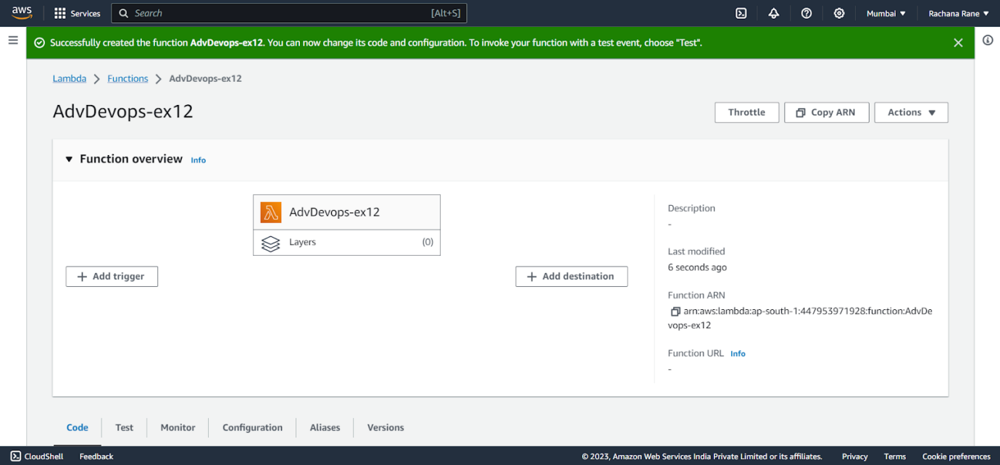 aws Services Search [Alt+S] Mumbai Rachana Rane
Successfully created the function AdvDevops-ex12. You can now change its code and configuration. To invoke your function with a test event, choose "Test".
Lambda Functions AdvDevops-ex12
AdvDevops-ex12
Throttle Copy ARN Actions
Function overview Info
AdvDevops-ex12
Layers (0)
Add trigger
Add destination
Description
-
Last modified
6 seconds ago
Function ARN
arn:aws:lambda:ap-south-1:447953971928:function:AdvDe
vops-ex12
Function URL Info
-
Code Test Monitor Configuration Aliases Versions
CloudShell Feedback © 2023, Amazon Web Services India Private Limited or its affiliates. Privacy Terms Cookie preferences